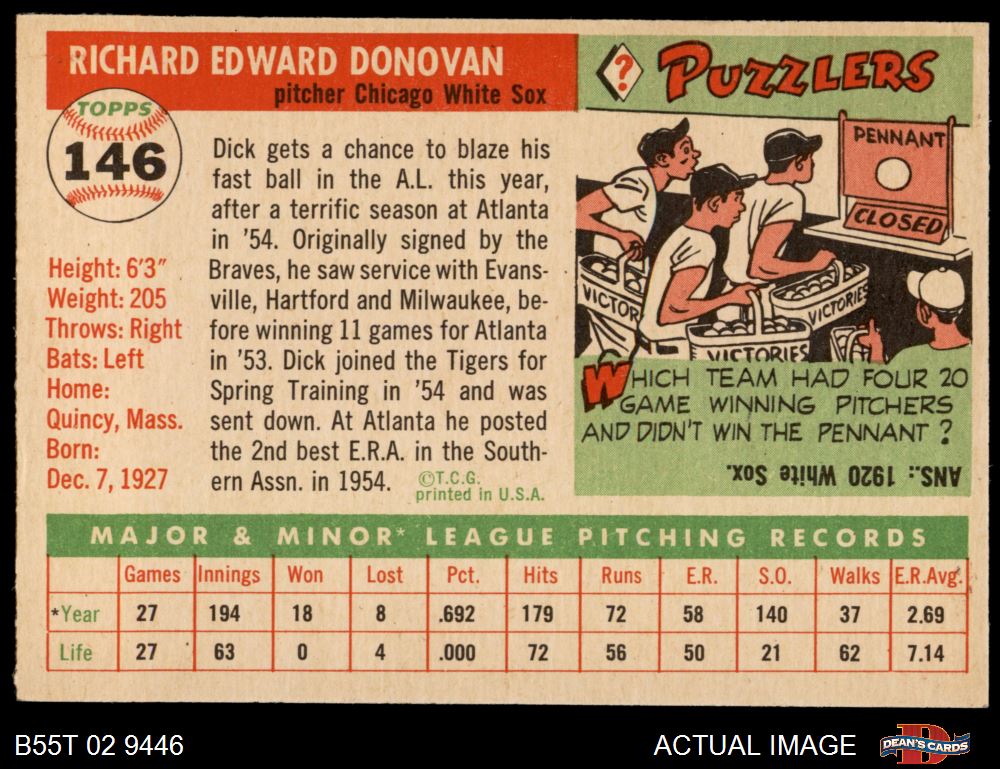 RICHARD EDWARD DONOVAN
pitcher Chicago White Sox
TOPPS
146
Height: 6'3"
Weight: 205
Throws: Right
Bats: Left
Home:
Quincy, Mass.
Born:
Dec. 7, 1927
Dick gets a chance to blaze his
fast ball in the A.L. this year,
after a terrific season at Atlanta
in '54. Originally signed by the
Braves, he saw service with Evans-
ville, Hartford and Milwaukee, be-
fore winning 11 games for Atlanta
in '53. Dick joined the Tigers for
Spring Training in '54 and was
sent down. At Atlanta he posted
the 2nd best E.R.A. in the South-
ern Assn. in 1954.
©T.C.G.
printed in U.S.A.
? PUZZLERS
PENNANT
CLOSED
VICTOR
VICTORIES
VICTORIES
WHICH TEAM HAD FOUR 20
GAME WINNING PITCHERS
AND DIDN'T WIN THE PENNANT ?
ANS.: 1920 White Sox.
MAJOR & MINOR* LEAGUE PITCHING RECORDS
Games Innings Won Lost Pct. Hits Runs E.R. S.O. Walks E.R.Avg.
*Year 27 194 18 8 .692 179 72 58 140 37 2.69
Life 27 63 0 4 .000 72 56 50 21 62 7.14
B55T 02 9446
ACTUAL IMAGE
DEAN'S CARDS